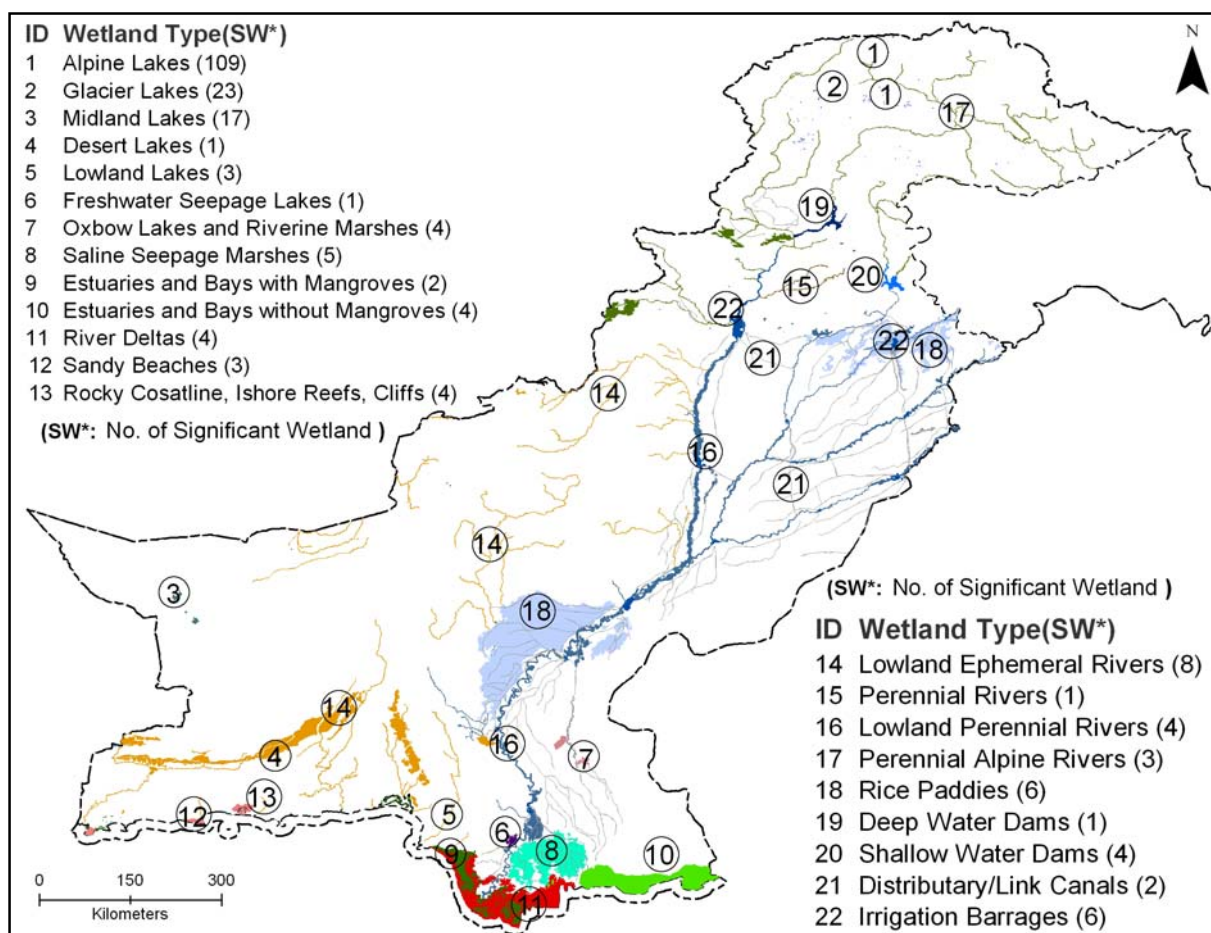 ID Wetland Type(SW*)
1 Alpine Lakes (109)
2 Glacier Lakes (23)
3 Midland Lakes (17)
4 Desert Lakes (1)
5 Lowland Lakes (3)
6 Freshwater Seepage Lakes (1)
7 Oxbow Lakes and Riverine Marshes (4)
8 Saline Seepage Marshes (5)
9 Estuaries and Bays with Mangroves (2)
10 Estuaries and Bays without Mangroves (4)
11 River Deltas (4)
12 Sandy Beaches (3)
13 Rocky Cosatline, Ishore Reefs, Cliffs (4)
(SW*: No. of Significant Wetland )
N
1
2
1
17
19
20
15
22
22
18
21
14
16
21
14
3
18
14
4
16
7
13
12
5
6
9
8
10
11
0 150 300
Kilometers
(SW*: No. of Significant Wetland )
ID Wetland Type(SW*)
14 Lowland Ephemeral Rivers (8)
15 Perennial Rivers (1)
16 Lowland Perennial Rivers (4)
17 Perennial Alpine Rivers (3)
18 Rice Paddies (6)
19 Deep Water Dams (1)
20 Shallow Water Dams (4)
21 Distributary/Link Canals (2)
22 Irrigation Barrages (6)